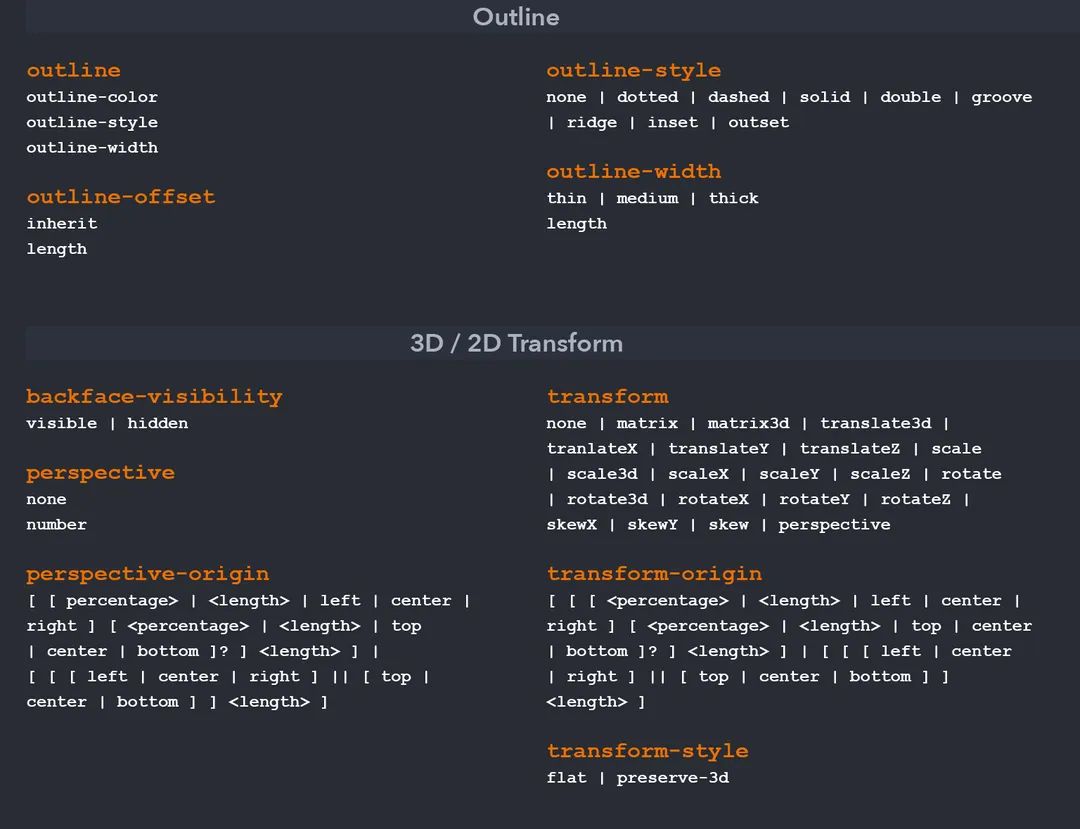 Outline
outline
outline-color
outline-style
outline-width
outline-offset
inherit
length
outline-style
none | dotted | dashed | solid | double | groove
| ridge | inset | outset
outline-width
thin | medium | thick
length
3D / 2D Transform
backface-visibility
visible | hidden
perspective
none
number
perspective-origin
[ [ percentage> | <length> | left | center |
right ] [ <percentage> | <length> | top
| center | bottom ]? ] <length> ] |
[ [ [ left | center | right ] || [ top |
center | bottom ] ] <length> ]
transform
none | matrix | matrix3d | translate3d |
tranlateX | translateY | translateZ | scale
| scale3d | scaleX | scaleY | scaleZ | rotate
| rotate3d | rotateX | rotateY | rotateZ |
skewX | skewY | skew | perspective
transform-origin
[ [ [ <percentage> | <length> | left | center |
right ] [ <percentage> | <length> | top | center
| bottom ]? ] <length> ] | [ [ [ left | center
| right ] || [ top | center | bottom ] ]
<length> ]
transform-style
flat | preserve-3d